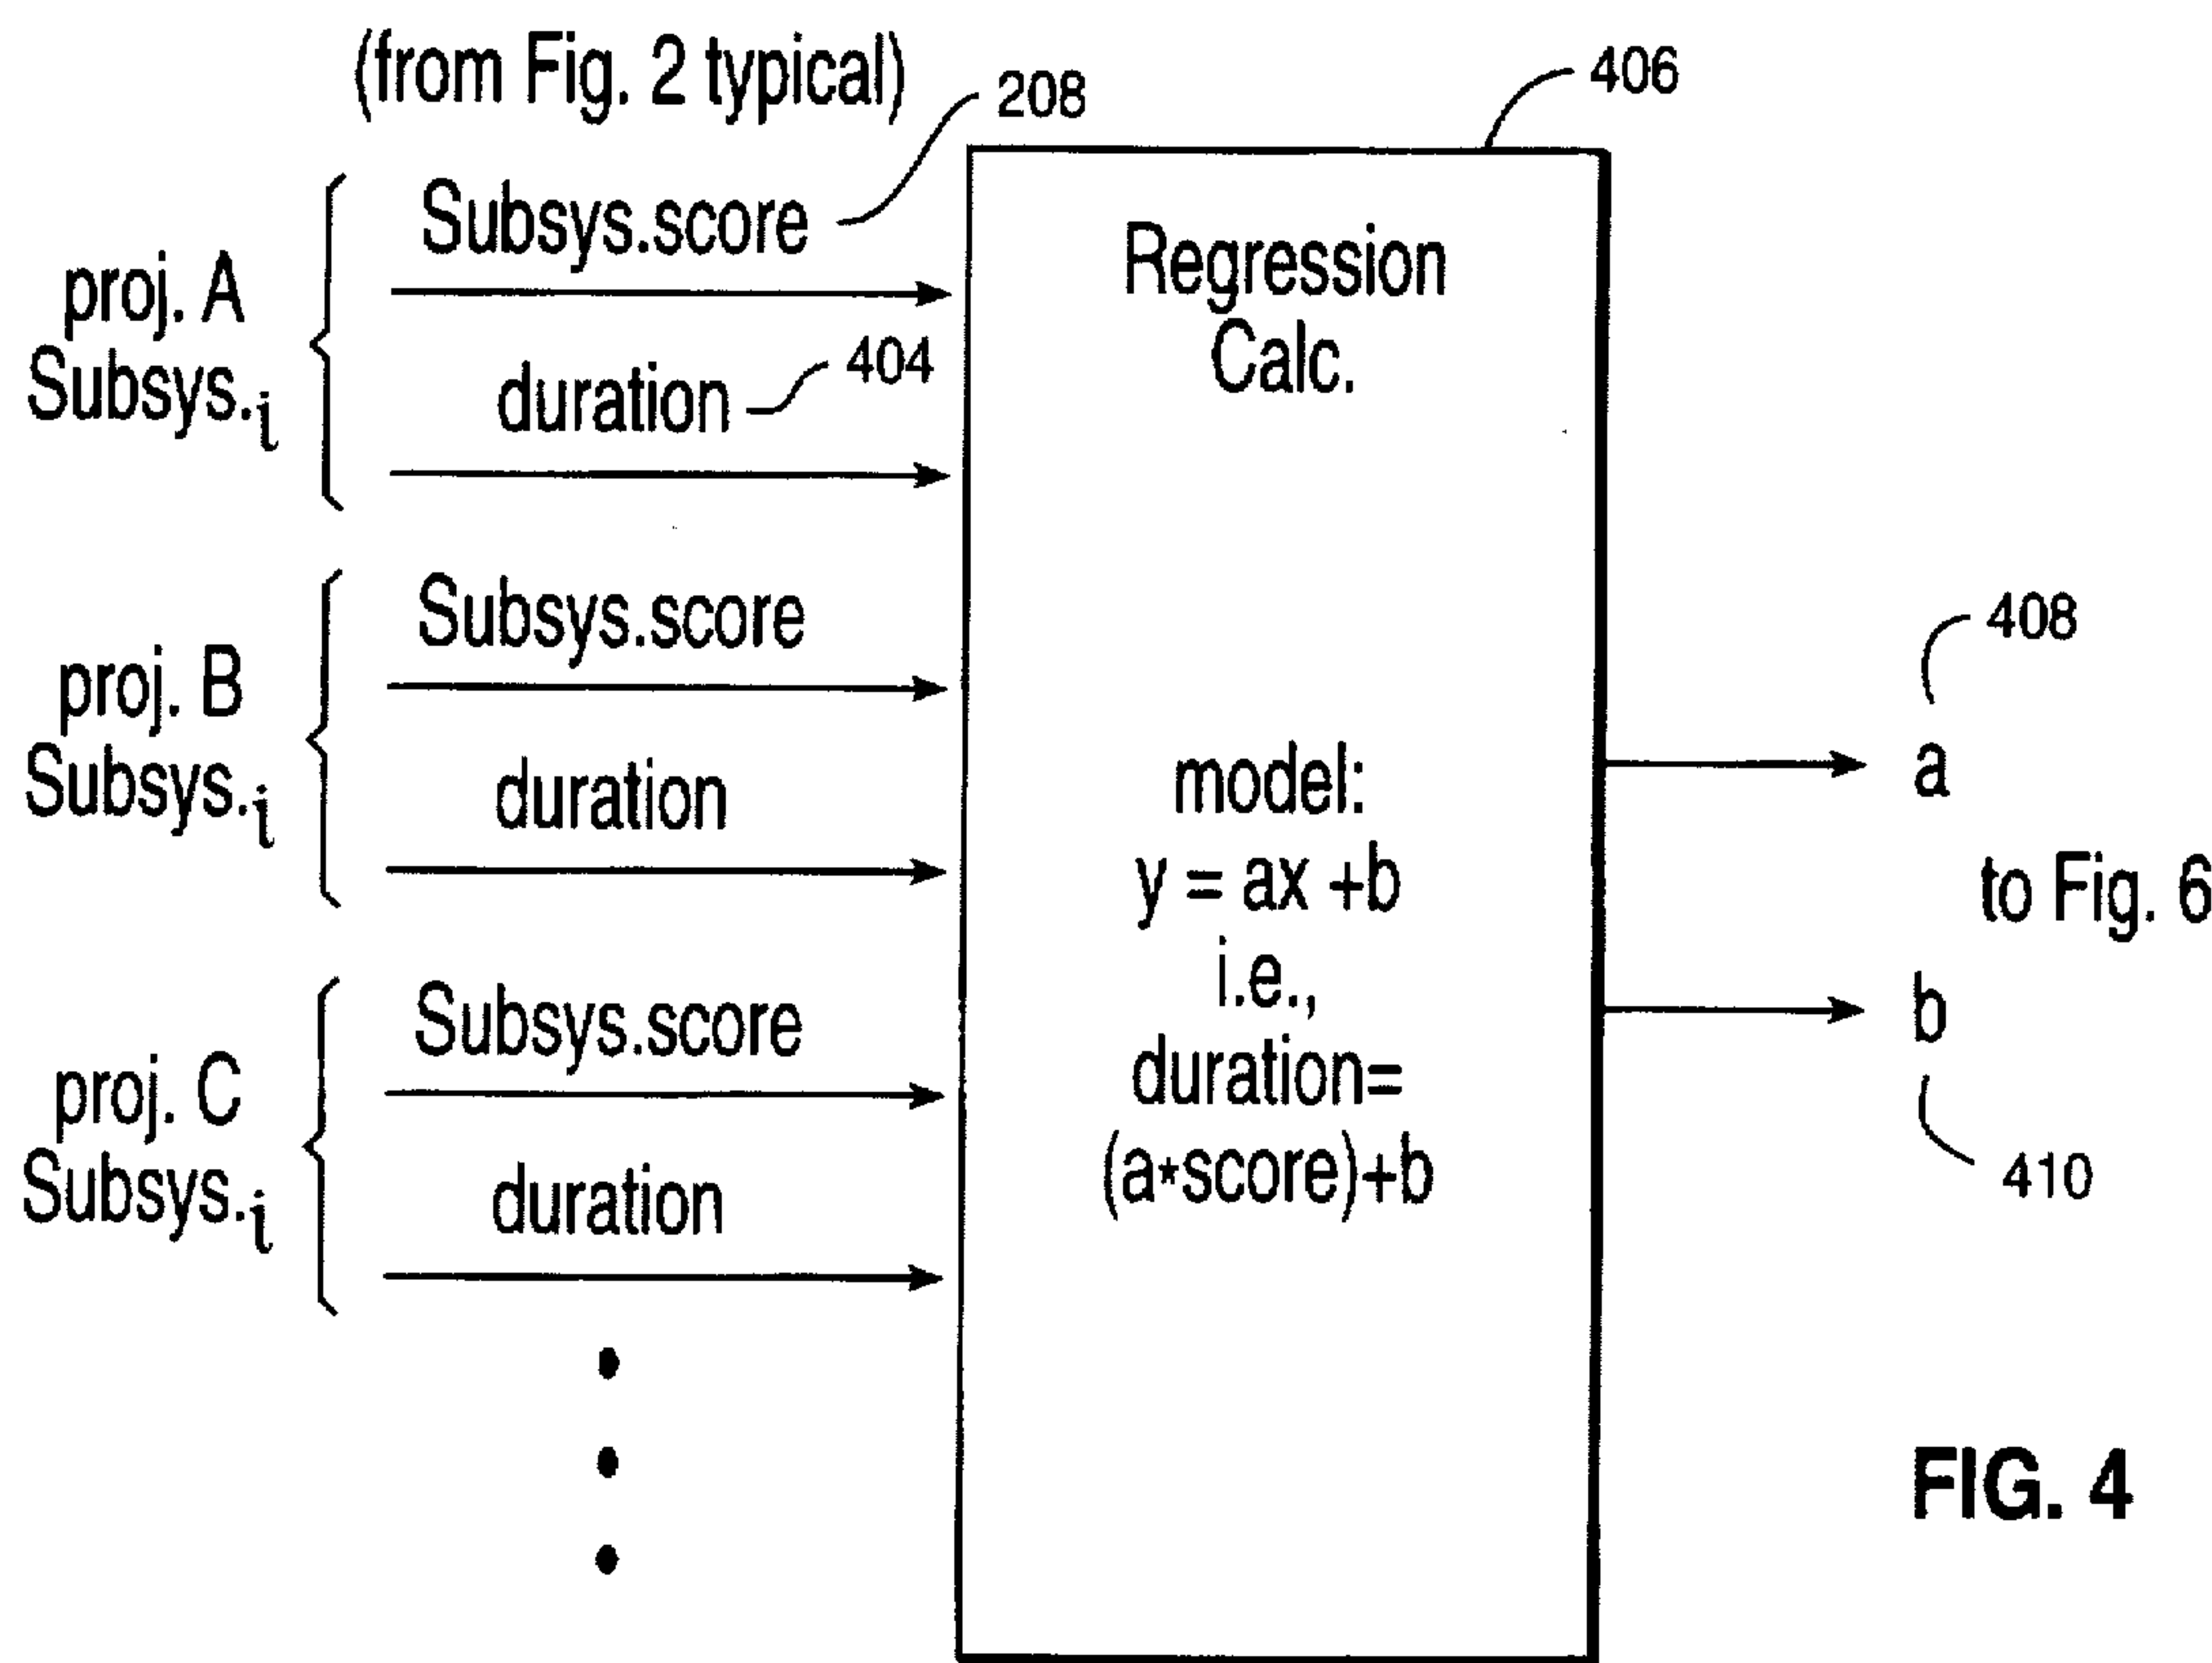 (from Fig. 2 typical)
208
406
proj. A
Subsys.i
Subsys.score
duration
404
proj. B
Subsys.i
Subsys.score
duration
proj. C
Subsys.i
Subsys.score
duration
Regression
Calc.
model:
y = ax +b
i.e.,
duration=
(a*score)+b
408
a
to Fig. 6
b
410
FIG. 4